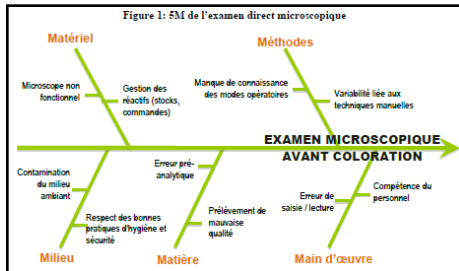 Figure 1: 5M de l'examen direct microscopique
Matériel
Méthodes
Microscope non
fonctionnel
Gestion des
réactifs (stocks,
commandes)
Manque de connaissance
des modes opératoires
Variabilité liée aux
techniques manuelles
EXAMEN MICROSCOPIQUE
AVANT COLORATION
Contamination
du milieu
ambiant
Respect des bonnes
pratiques d'hygiène et
sécurité
Erreur pré-
analytique
Prélèvement de
mauvaise
qualité
Erreur de
saisie / lecture
Compétence du
personnel
Milieu
Matière
Main d'œuvre